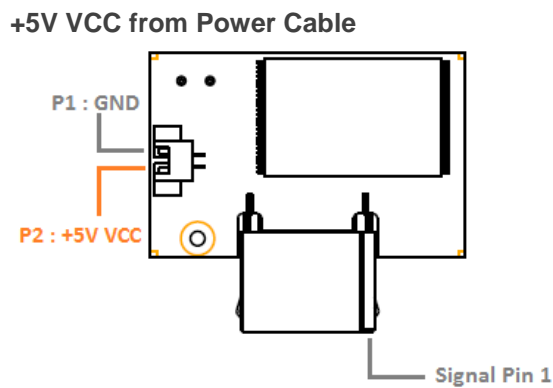 +5V VCC from Power Cable
P1 : GND
P2 : +5V VCC
Signal Pin 1